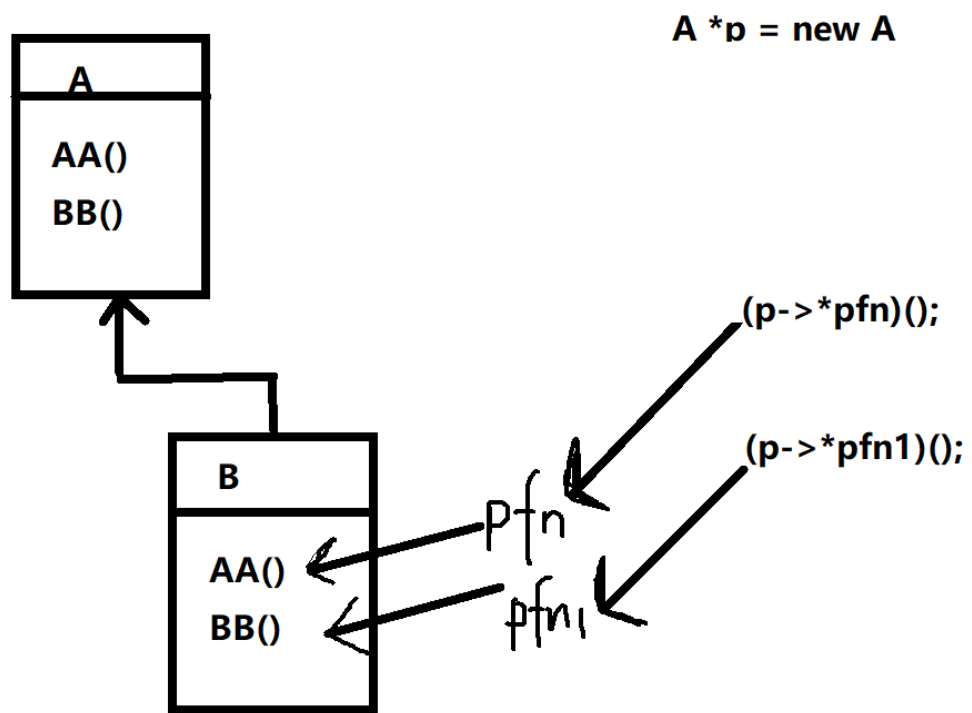 A *p = new A
A
AA()
BB()
(p->*pfn)();
(p->*pfn1)();
B
pfn
AA()
pfn1
BB()